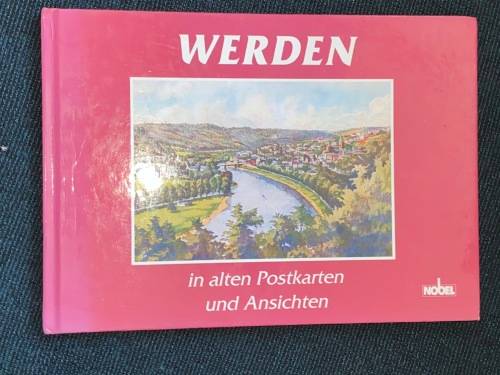 WERDEN
in alten Postkarten
und Ansichten
NOBEL